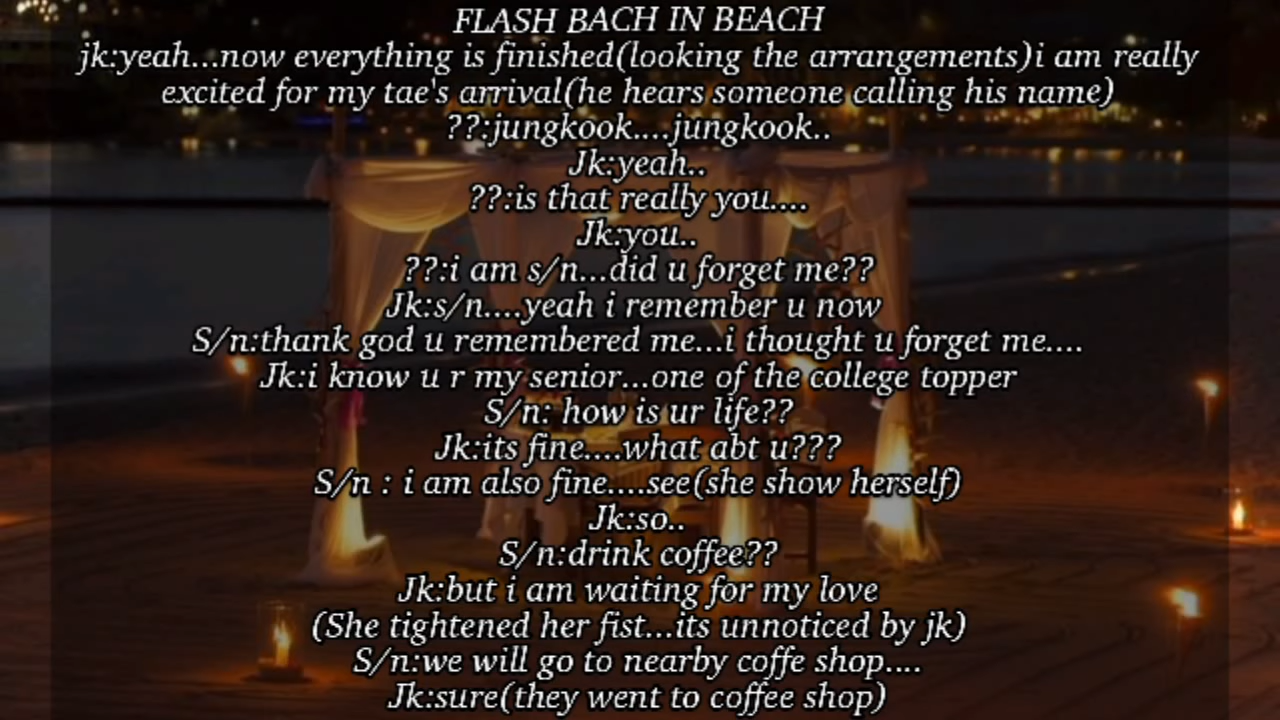 FLASH BACH IN BEACH
jk:yeah...now everything is finished(looking the arrangements)i am really
excited for my tae's arrival(he hears someone calling his name)
??:jungkook....jungkook..
Jk:yeah..
??:is that really you....
Jk:you..
??:i am s/n...did u forget me??
Jk:s/n....yeah i remember u now
S/n:thank god u remembered me...i thought u forget me....
Jk:i know u r my senior...one of the college topper
S/n: how is ur life??
Jk:its fine....what abt u???
S/n : i am also fine....see(she show herself)
Jk:so..
S/n:drink coffee??
Jk:but i am waiting for my love
(She tightened her fist...its unnoticed by jk)
S/n:we will go to nearby coffe shop....
Jk:sure(they went to coffee shop)